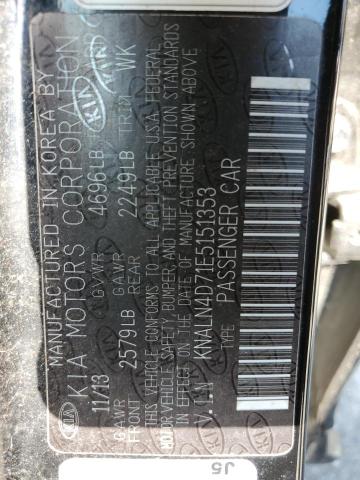 MANUFACTURED IN KOREA BY
KIA MOTORS CORPORATION
11/13 GVWR 4696LB
GAWR FRONT 2579LB GAWR REAR 2249LB TRIM WK
THIS VEHICLE CONFORMS TO ALL APPLICABLE U.S.A. FEDERAL
MOTOR VEHICLE SAFETY, BUMPER, AND THEFT PREVENTION STANDARDS
IN EFFECT ON THE DATE OF MANUFACTURE SHOWN ABOVE
V.I.N KNALN4D71E5151353
TYPE PASSENGER CAR
J5